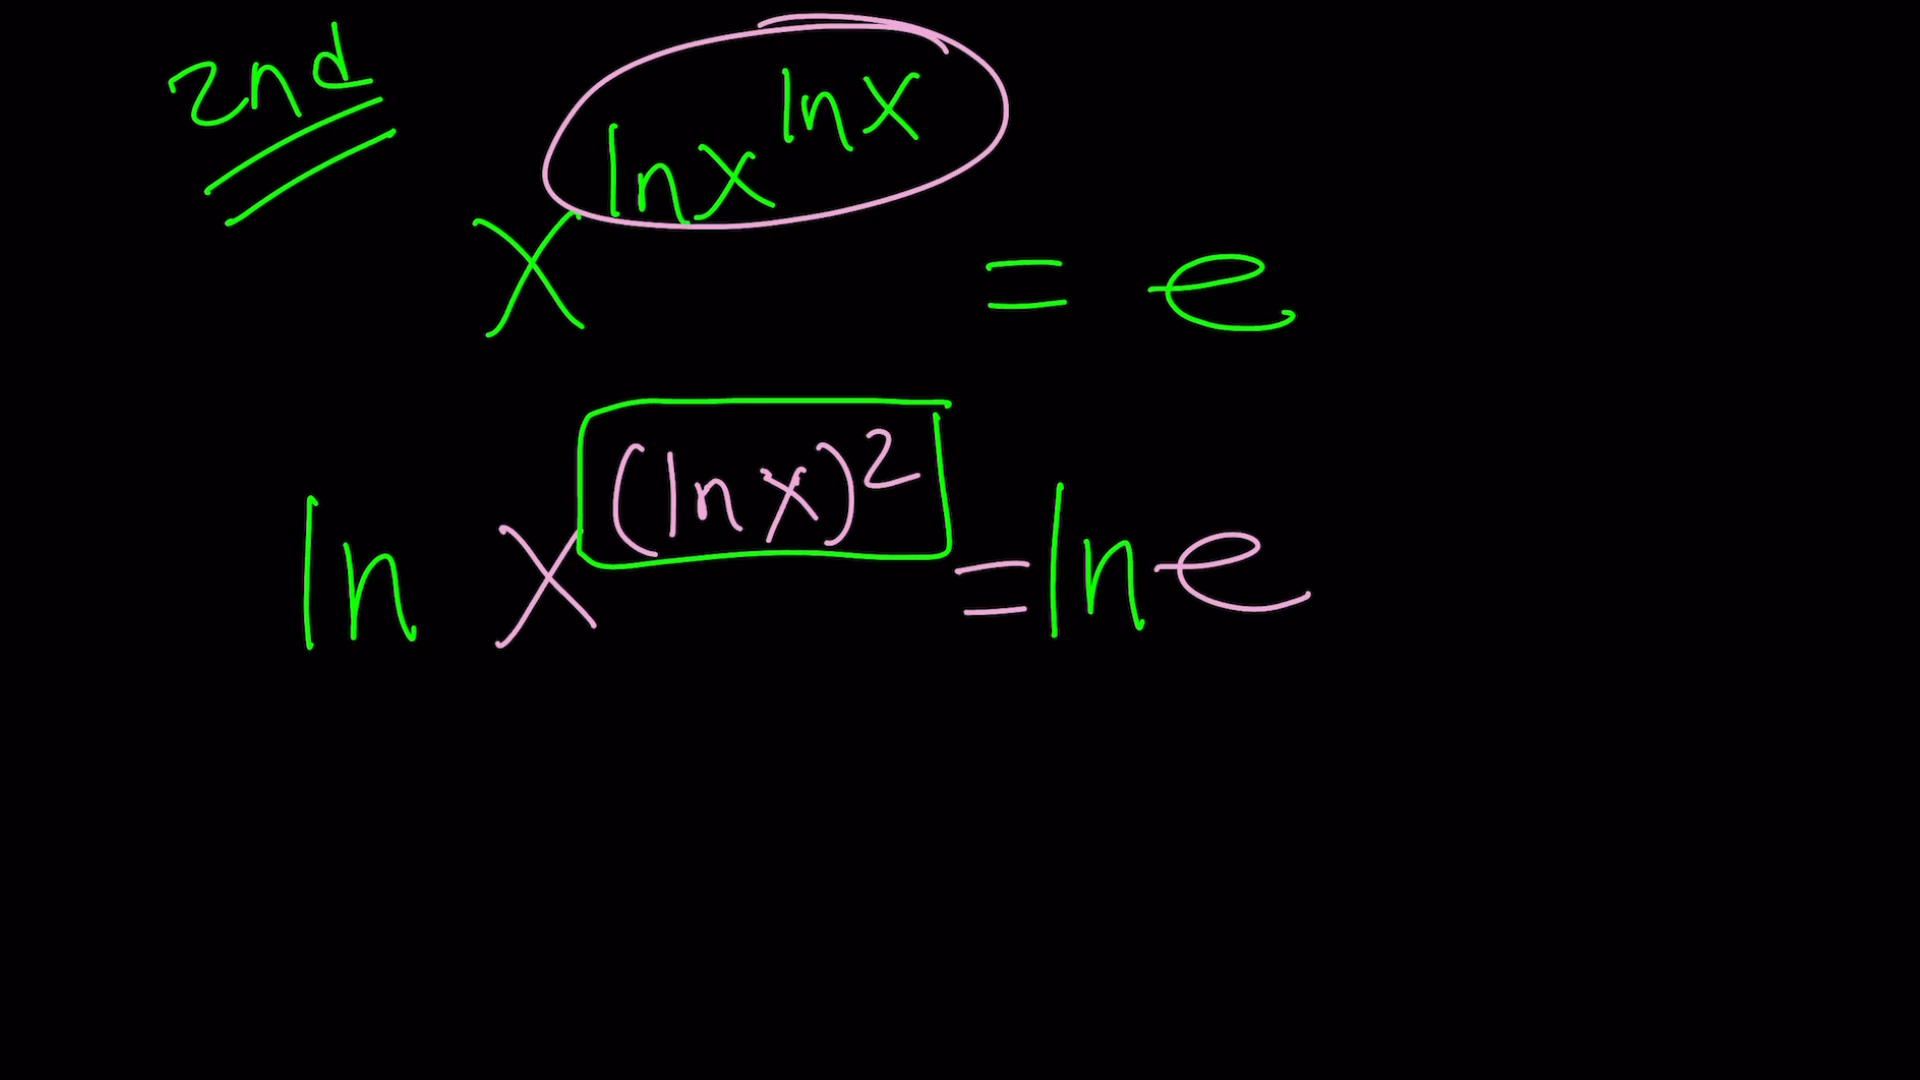 2nd
x^{ln x^{ln x}} = e
ln x^{(ln x)^2} = ln e